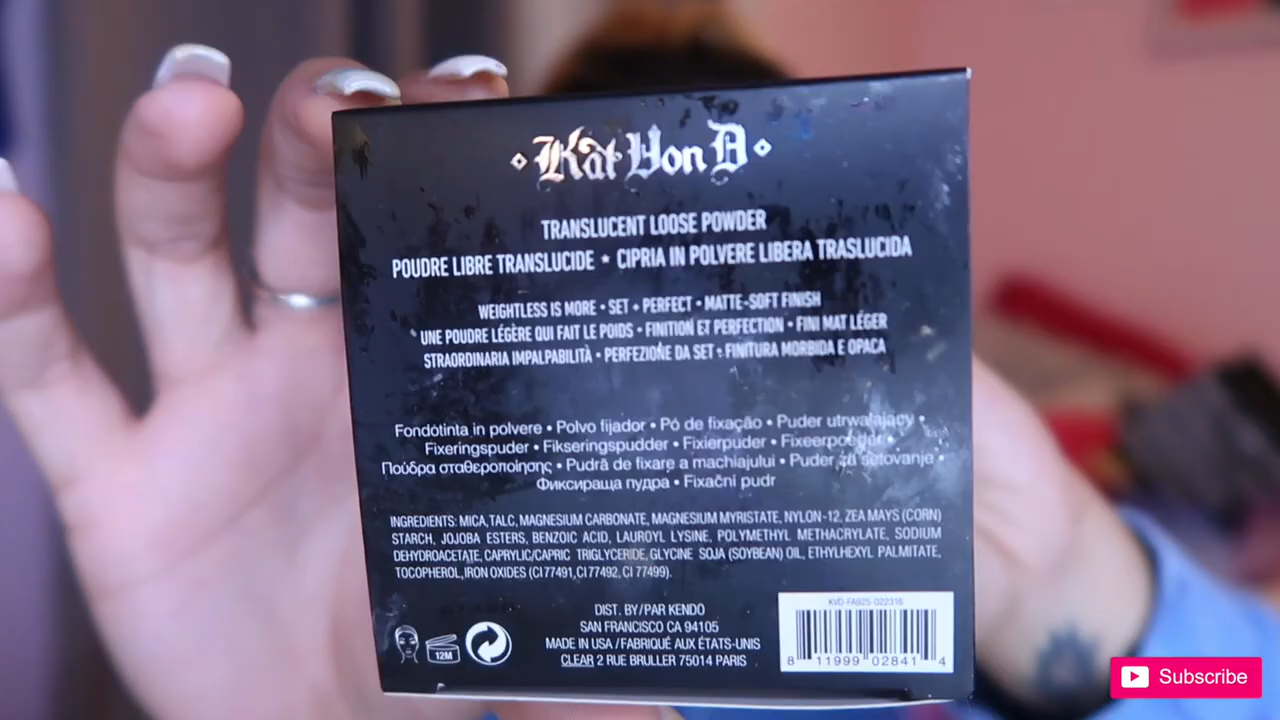 Kat Von D
TRANSLUCENT LOOSE POWDER
POUDRE LIBRE TRANSLUCIDE * CIPRIA IN POLVERE LIBERA TRASLUCIDA
WEIGHTLESS IS MORE • SET + PERFECT • MATTE-SOFT FINISH
UNE POUDRE LÉGÈRE QUI FAIT LE POIDS • FINITION ET PERFECTION • FINI MAT LÉGER
STRAORDINARIA IMPALPABILITÀ • PERFEZIONE DA SET • FINITURA MORBIDA E OPACA
Fondotinta in polvere • Polvo fijador • Pó de fixação • Puder utrwalający •
Fixeringspuder • Fikseringspudder • Fixierpuder • Fixeerpoeder •
Πούδρα σταθεροποίησης • Pudră de fixare a machiajului • Puder za setovanje •
Фиксираща пудра • Fixační pudr
INGREDIENTS: MICA, TALC, MAGNESIUM CARBONATE, MAGNESIUM MYRISTATE, NYLON-12, ZEA MAYS (CORN)
STARCH, JOJOBA ESTERS, BENZOIC ACID, LAUROYL LYSINE, POLYMETHYL METHACRYLATE, SODIUM
DEHYDROACETATE, CAPRYLIC/CAPRIC TRIGLYCERIDE, GLYCINE SOJA (SOYBEAN) OIL, ETHYLHEXYL PALMITATE,
TOCOPHEROL, IRON OXIDES (CI 77491, CI 77492, CI 77499).
12M
DIST. BY/PAR KENDO
SAN FRANCISCO CA 94105
MADE IN USA / FABRIQUÉ AUX ÉTATS-UNIS
CLEAR 2 RUE BRULLER 75014 PARIS
KVD-FA925-022316
8 11999 02841 4
Subscribe